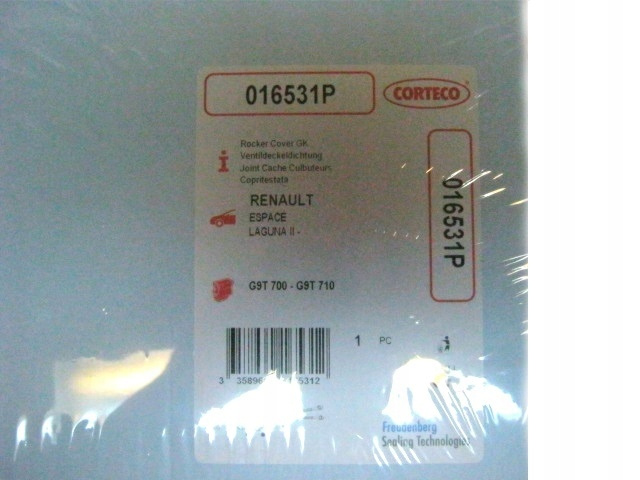 016531P
CORTECO
Rocker Cover GK
Ventildeckeldichtung
Joint Cache Culbuteurs
Copritestata
016531P
RENAULT
ESPACE
LAGUNA II -
G9T 700 - G9T 710
1 PC
Freudenberg
Sealing Technologies